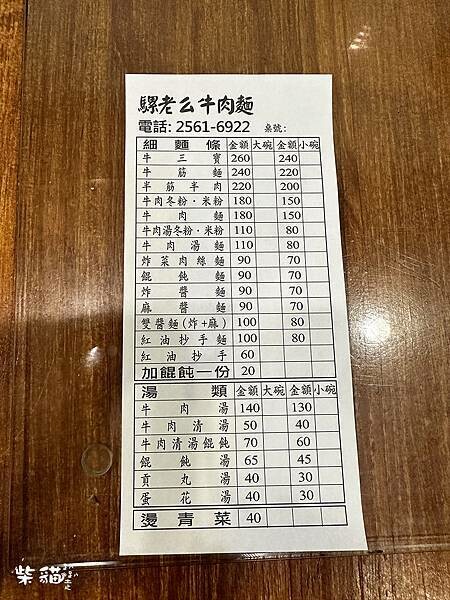 騾老么牛肉麵
電話: 2561-6922 桌號:
細麵條 金額 大碗 金額 小碗
牛三寶 260 240
牛筋麵 240 220
半筋半肉 220 200
牛肉冬粉·米粉 180 150
牛肉麵 180 150
牛肉湯冬粉·米粉 110 80
牛肉湯麵 110 80
炸菜肉絲麵 90 70
餛飩麵 90 70
炸醬麵 90 70
麻醬麵 90 70
雙醬麵(炸+麻) 100 80
紅油抄手麵 100 80
紅油抄手 60
加餛飩一份 20
湯類 金額 大碗 金額 小碗
牛肉湯 140 130
牛肉清湯 50 40
牛肉清湯餛飩 70 60
餛飩湯 65 45
貢丸湯 40 30
蛋花湯 40 30
燙青菜 40
柴貓